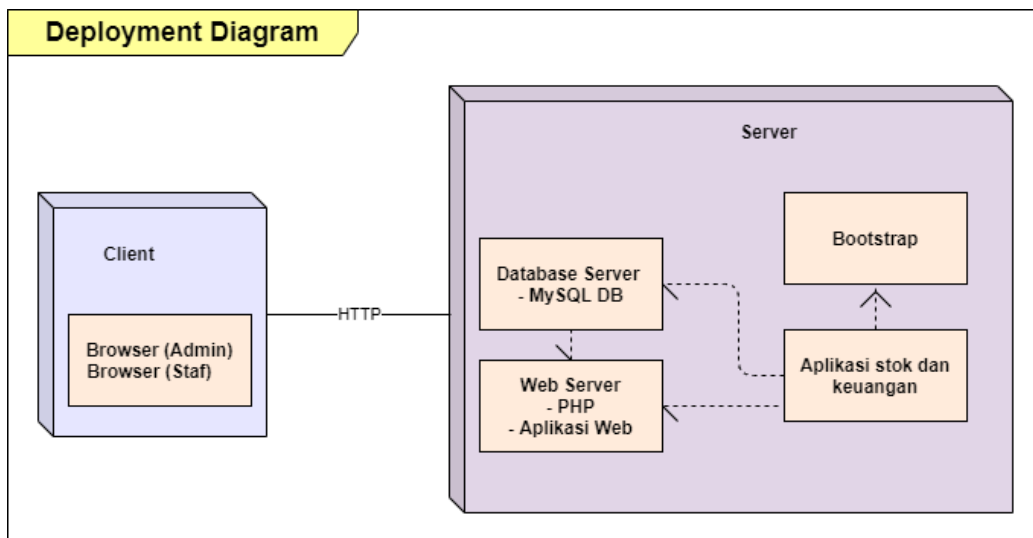 Deployment Diagram
Server
Client
Bootstrap
Database Server
- MySQL DB
HTTP
Browser (Admin)
Browser (Staf)
Web Server
- PHP
- Aplikasi Web
Aplikasi stok dan
keuangan